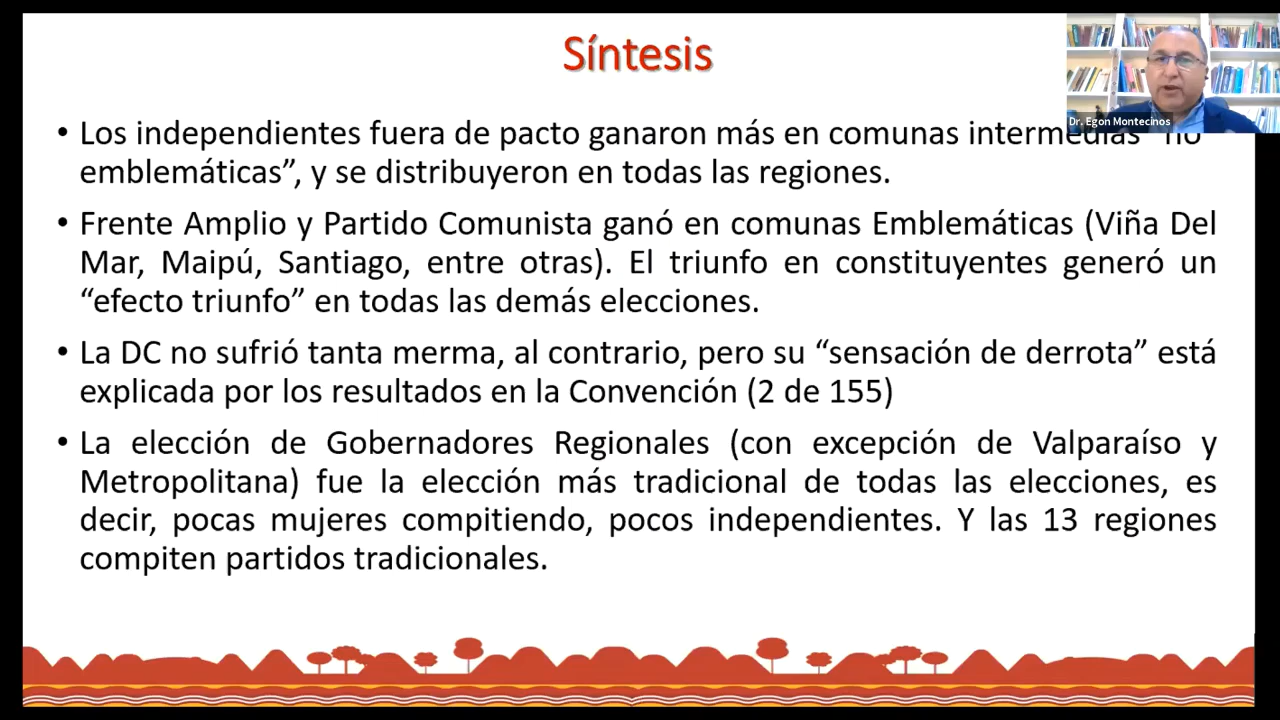 Síntesis
Dr. Egon Montecinos
• Los independientes fuera de pacto ganaron más en comunas intermedias “no
emblemáticas”, y se distribuyeron en todas las regiones.
• Frente Amplio y Partido Comunista ganó en comunas Emblemáticas (Viña Del
Mar, Maipú, Santiago, entre otras). El triunfo en constituyentes generó un
“efecto triunfo” en todas las demás elecciones.
• La DC no sufrió tanta merma, al contrario, pero su “sensación de derrota” está
explicada por los resultados en la Convención (2 de 155)
• La elección de Gobernadores Regionales (con excepción de Valparaíso y
Metropolitana) fue la elección más tradicional de todas las elecciones, es
decir, pocas mujeres compitiendo, pocos independientes. Y las 13 regiones
compiten partidos tradicionales.